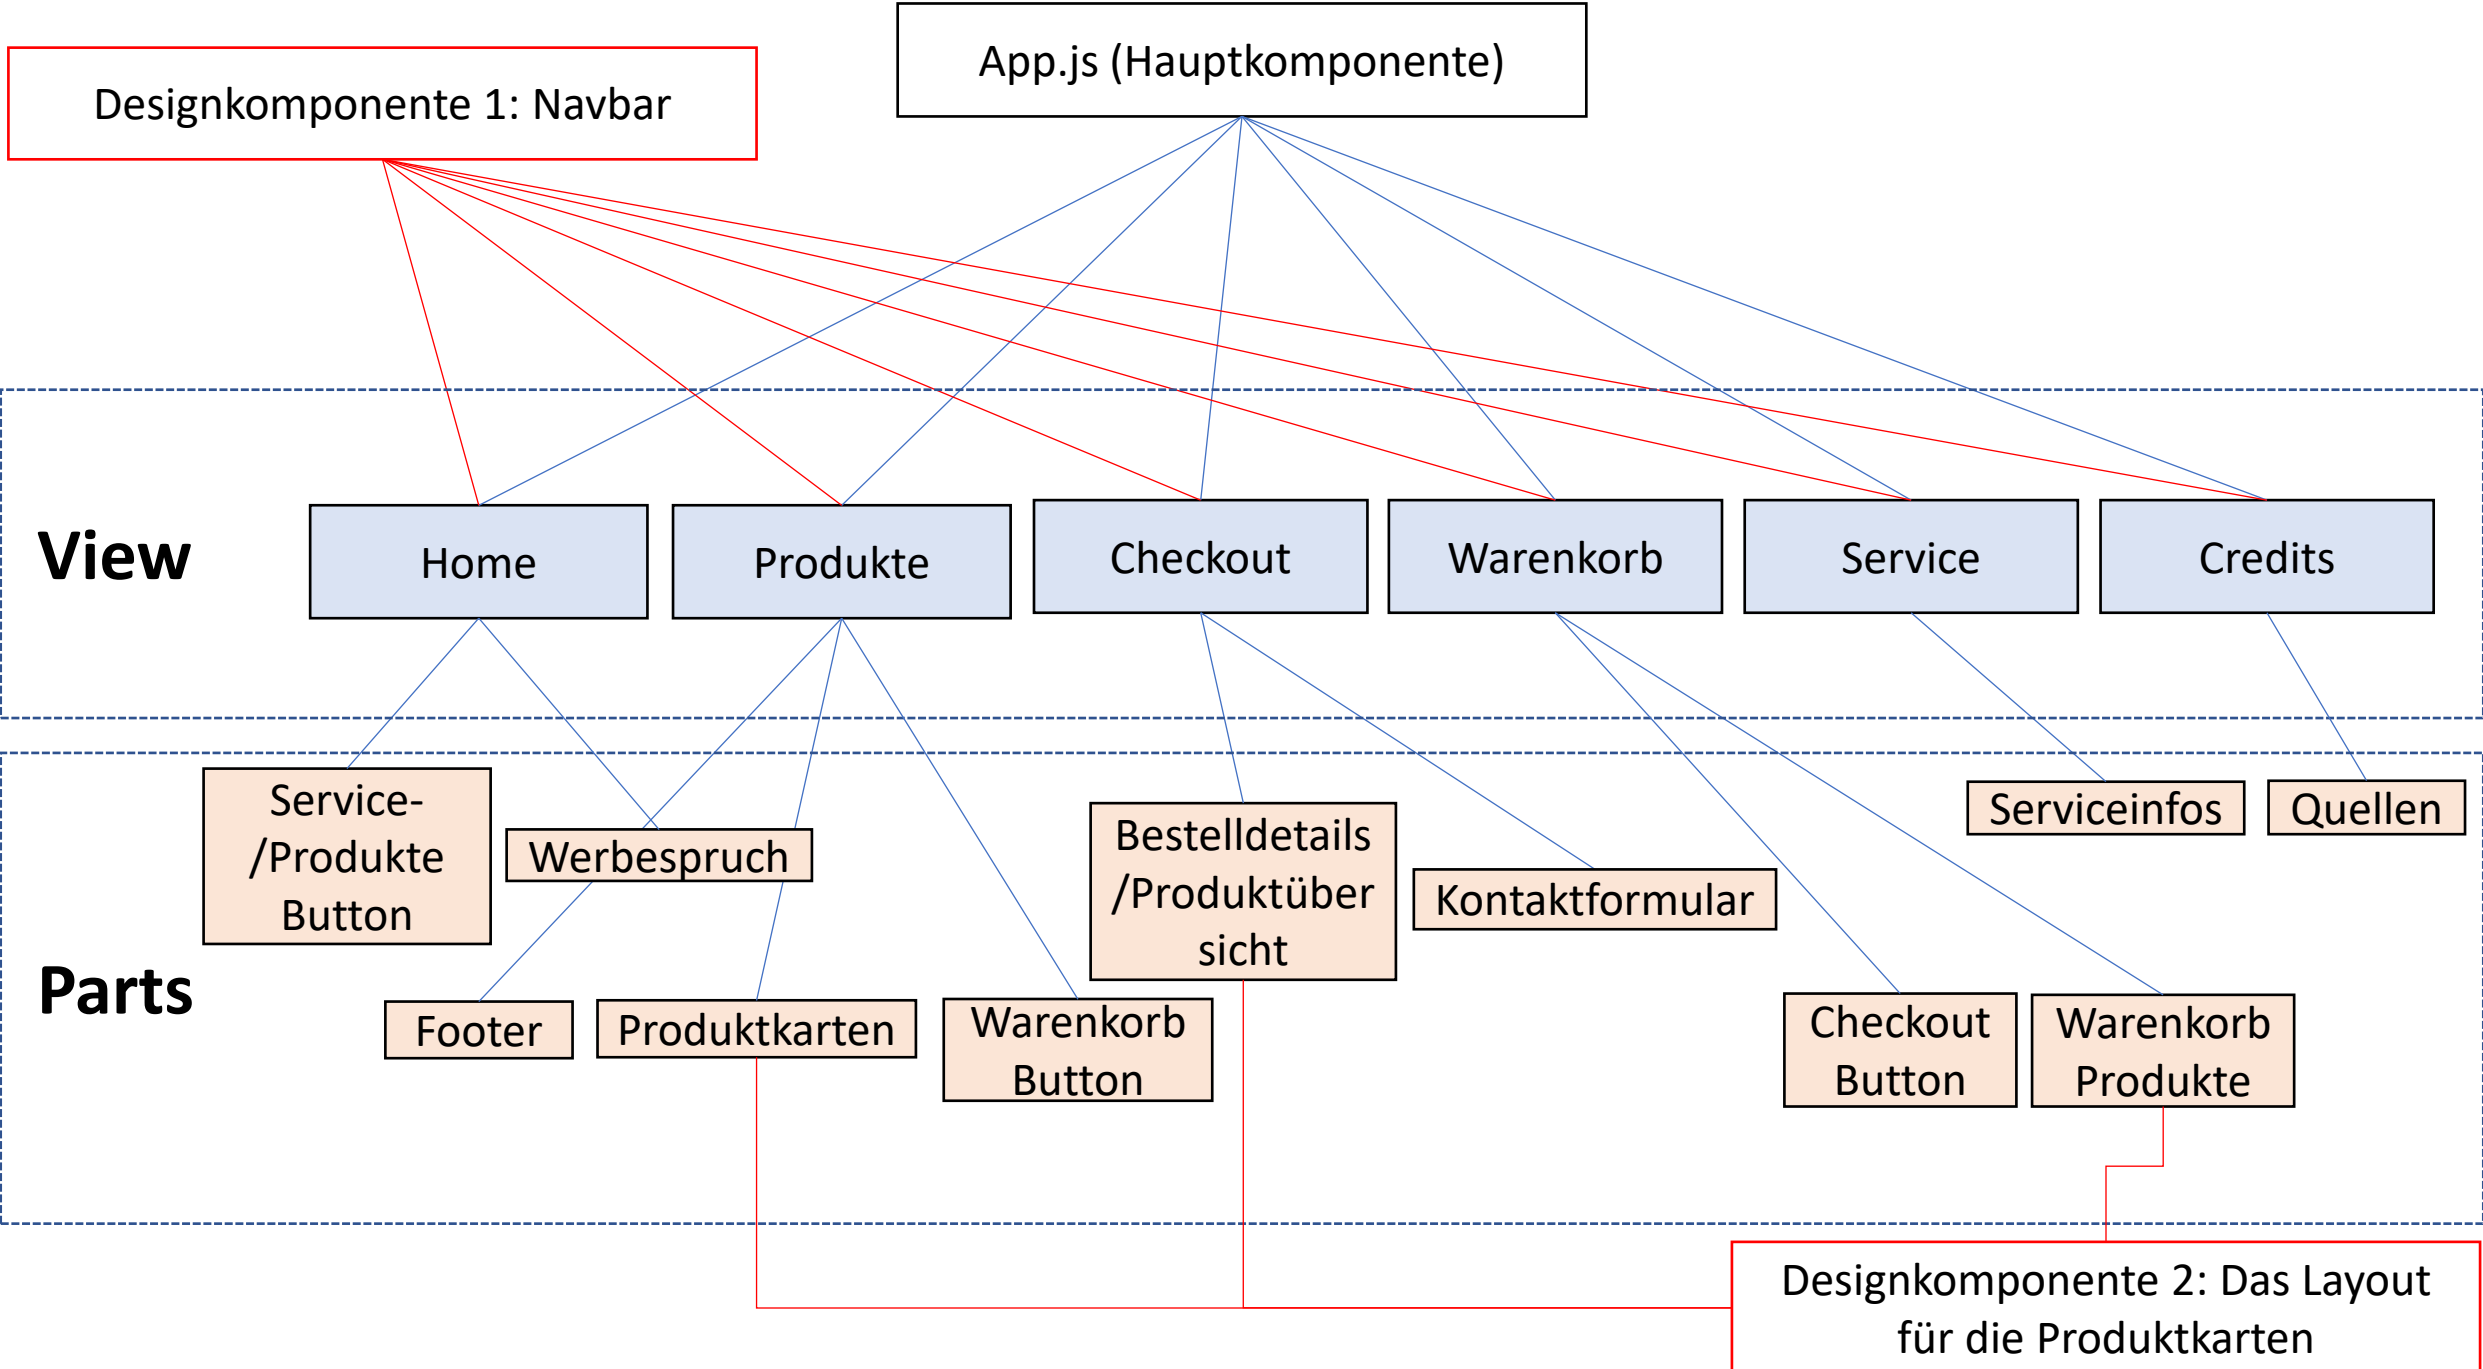 App.js (Hauptkomponente)
Designkomponente 1: Navbar
View
Home
Produkte
Checkout
Warenkorb
Service
Credits
Parts
Service-
/Produkte
Button
Werbespruch
Bestelldetails
/Produktüber
sicht
Kontaktformular
Serviceinfos
Quellen
Footer
Produktkarten
Warenkorb
Button
Checkout
Button
Warenkorb
Produkte
Designkomponente 2: Das Layout
für die Produktkarten